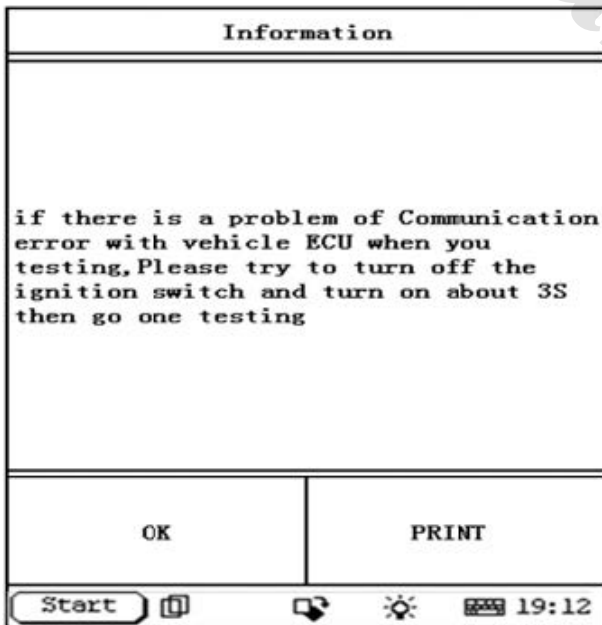 Information
if there is a problem of Communication
error with vehicle ECU when you
testing,Please try to turn off the
ignition switch and turn on about 3S
then go one testing
OK
PRINT
Start
19:12